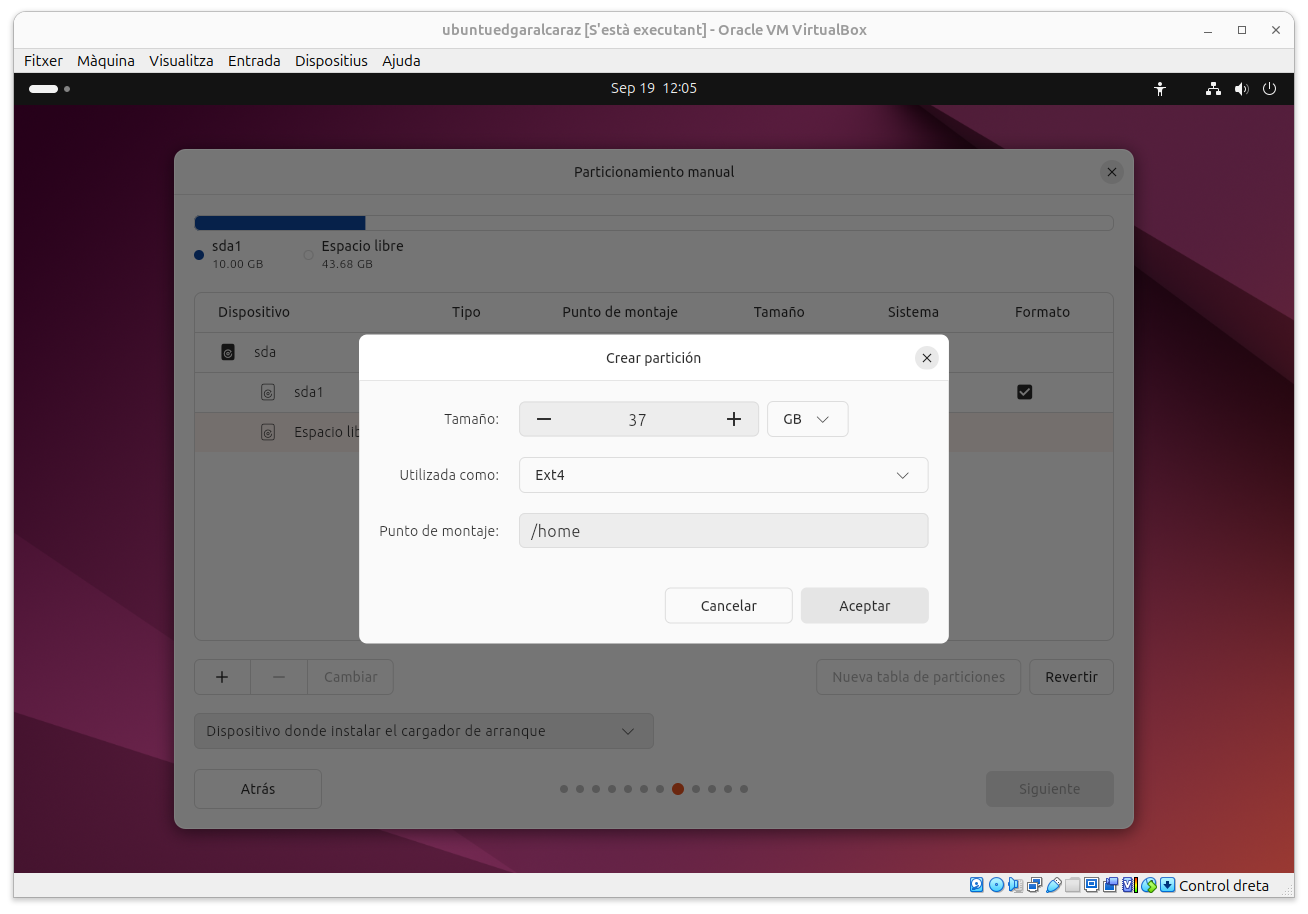 ubuntuedgaralcaraz [S'està executant] - Oracle VM VirtualBox
Fitxer Màquina Visualitza Entrada Dispositius Ajuda
Sep 19 12:05
Particionamiento manual
sda1 Espacio libre
10.00 GB 43.68 GB
Dispositivo Tipo Punto de montaje Tamaño Sistema Formato
sda
sda1
Espacio lib
Crear partición
Tamaño: 37 GB
Utilizada como: Ext4
Punto de montaje: /home
Cancelar Aceptar
+ − Cambiar Nueva tabla de particiones Revertir
Dispositivo donde instalar el cargador de arranque
Atrás Siguiente
Control dreta